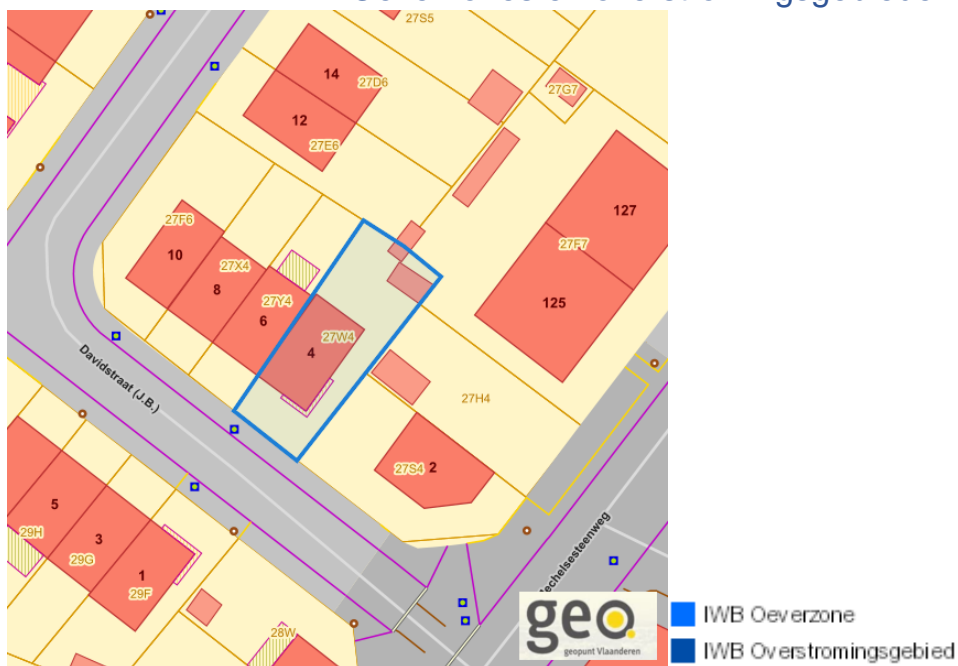 27S5
14
27D6
27G7
12
27E6
127
27F6
27F7
10
27X4
8
125
27Y4
6
27W4
4
Davidstraat (J.B.)
27H4
27S4
2
5
3
29H
29G
1
29F
28W
geo
geopunt Vlaanderen
IWB Oeverzone
IWB Overstromingsgebied